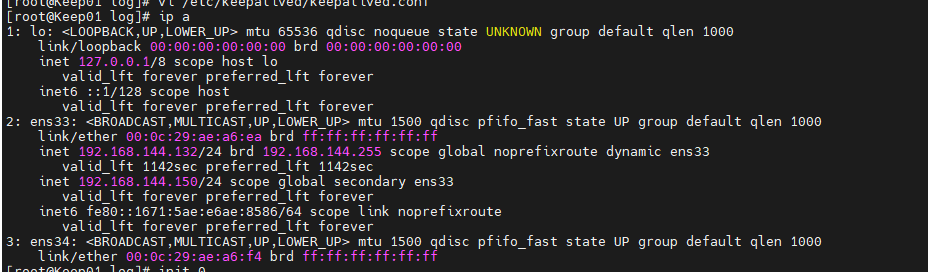 [root@Keep01 log]# vi /etc/keepalived/keepalived.conf
[root@Keep01 log]# ip a
1: lo: <LOOPBACK,UP,LOWER_UP> mtu 65536 qdisc noqueue state UNKNOWN group default qlen 1000
    link/loopback 00:00:00:00:00:00 brd 00:00:00:00:00:00
    inet 127.0.0.1/8 scope host lo
       valid_lft forever preferred_lft forever
    inet6 ::1/128 scope host
       valid_lft forever preferred_lft forever
2: ens33: <BROADCAST,MULTICAST,UP,LOWER_UP> mtu 1500 qdisc pfifo_fast state UP group default qlen 1000
    link/ether 00:0c:29:ae:a6:ea brd ff:ff:ff:ff:ff:ff
    inet 192.168.144.132/24 brd 192.168.144.255 scope global noprefixroute dynamic ens33
       valid_lft 1142sec preferred_lft 1142sec
    inet 192.168.144.150/24 scope global secondary ens33
       valid_lft forever preferred_lft forever
    inet6 fe80::1671:5ae:e6ae:8586/64 scope link noprefixroute
       valid_lft forever preferred_lft forever
3: ens34: <BROADCAST,MULTICAST,UP,LOWER_UP> mtu 1500 qdisc pfifo_fast state UP group default qlen 1000
    link/ether 00:0c:29:ae:a6:f4 brd ff:ff:ff:ff:ff:ff
[root@Keep01 log]# init 0